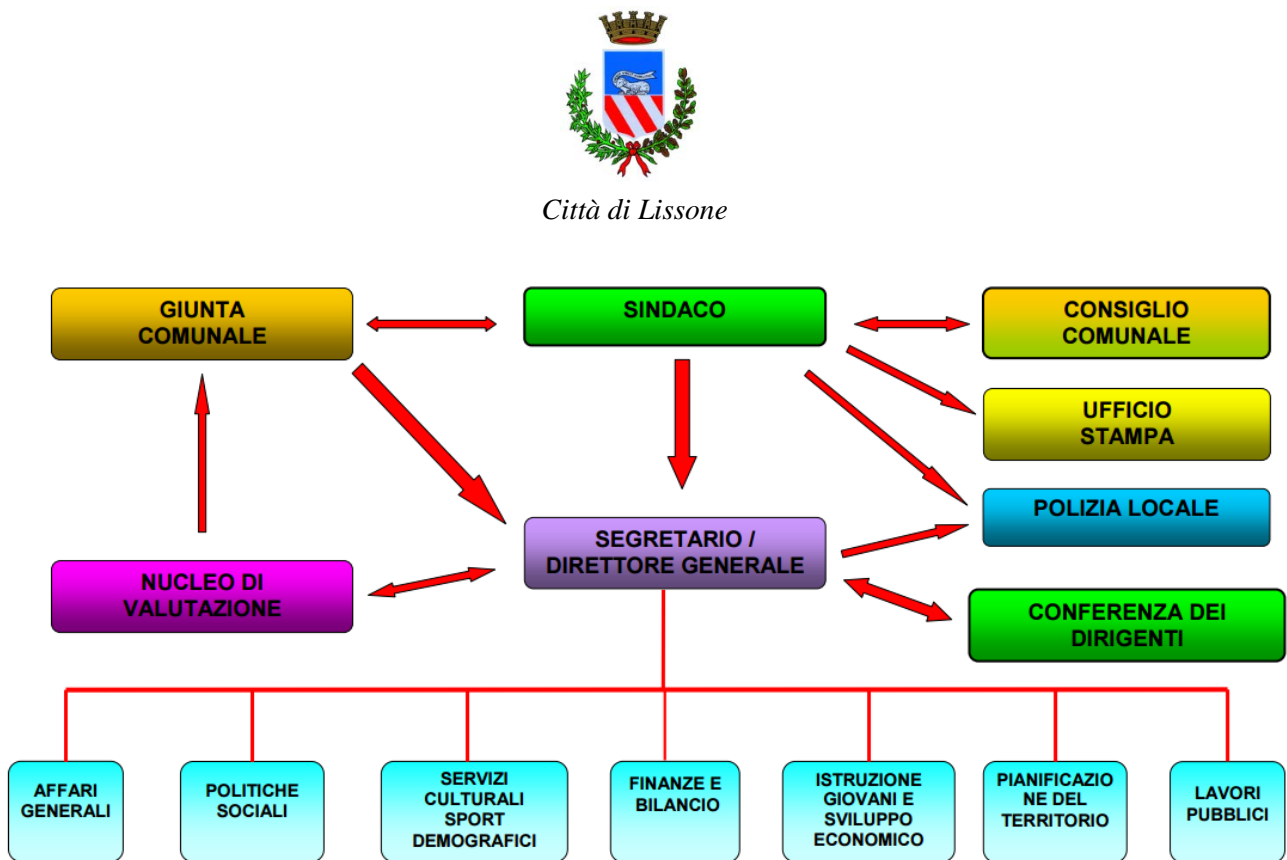 Città di Lissone
GIUNTA
COMUNALE
SINDACO
CONSIGLIO
COMUNALE
UFFICIO
STAMPA
POLIZIA LOCALE
SEGRETARIO /
DIRETTORE GENERALE
NUCLEO DI
VALUTAZIONE
CONFERENZA DEI
DIRIGENTI
AFFARI
GENERALI
POLITICHE
SOCIALI
SERVIZI
CULTURALI
SPORT
DEMOGRAFICI
FINANZE E
BILANCIO
ISTRUZIONE
GIOVANI E
SVILUPPO
ECONOMICO
PIANIFICAZIO
NE DEL
TERRITORIO
LAVORI
PUBBLICI